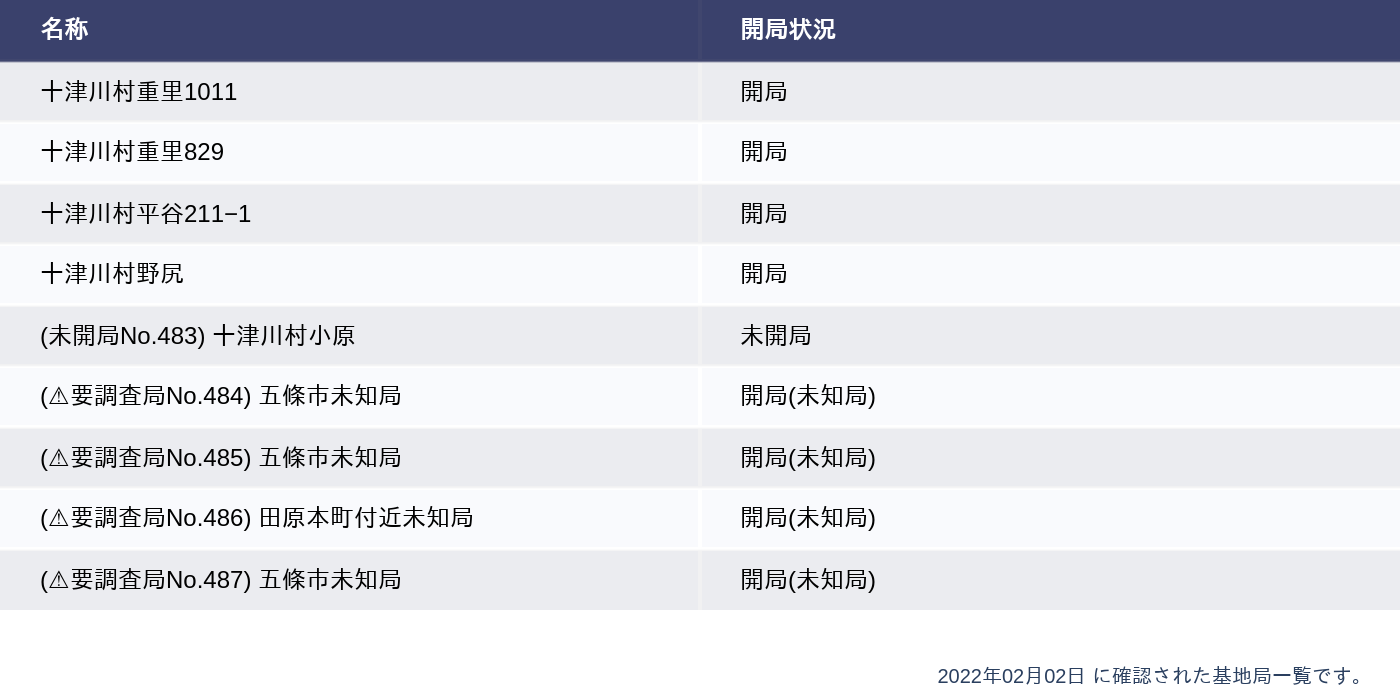 名称 開局状況
十津川村重里1011 開局
十津川村重里829 開局
十津川村平谷211−1 開局
十津川村野尻 開局
(未開局No.483) 十津川村小原 未開局
(⚠要調査局No.484) 五條市未知局 開局(未知局)
(⚠要調査局No.485) 五條市未知局 開局(未知局)
(⚠要調査局No.486) 田原本町付近未知局 開局(未知局)
(⚠要調査局No.487) 五條市未知局 開局(未知局)
2022年02月02日 に確認された基地局一覧です。